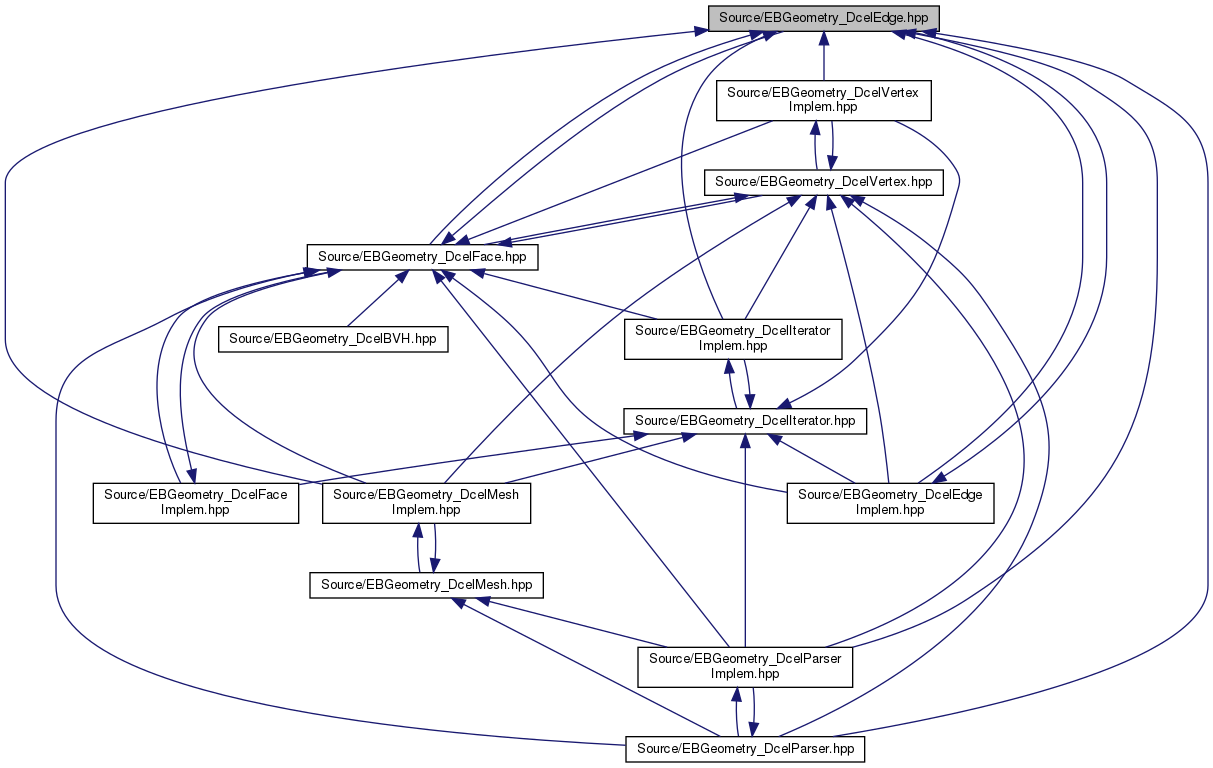 Source/EBGeometry_DcelEdge.hpp
Source/EBGeometry_DcelVertex
Implem.hpp
Source/EBGeometry_DcelVertex.hpp
Source/EBGeometry_DcelFace.hpp
Source/EBGeometry_DcelBVH.hpp
Source/EBGeometry_DcelIterator
Implem.hpp
Source/EBGeometry_DcelIterator.hpp
Source/EBGeometry_DcelFace
Implem.hpp
Source/EBGeometry_DcelMesh
Implem.hpp
Source/EBGeometry_DcelEdge
Implem.hpp
Source/EBGeometry_DcelMesh.hpp
Source/EBGeometry_DcelParser
Implem.hpp
Source/EBGeometry_DcelParser.hpp